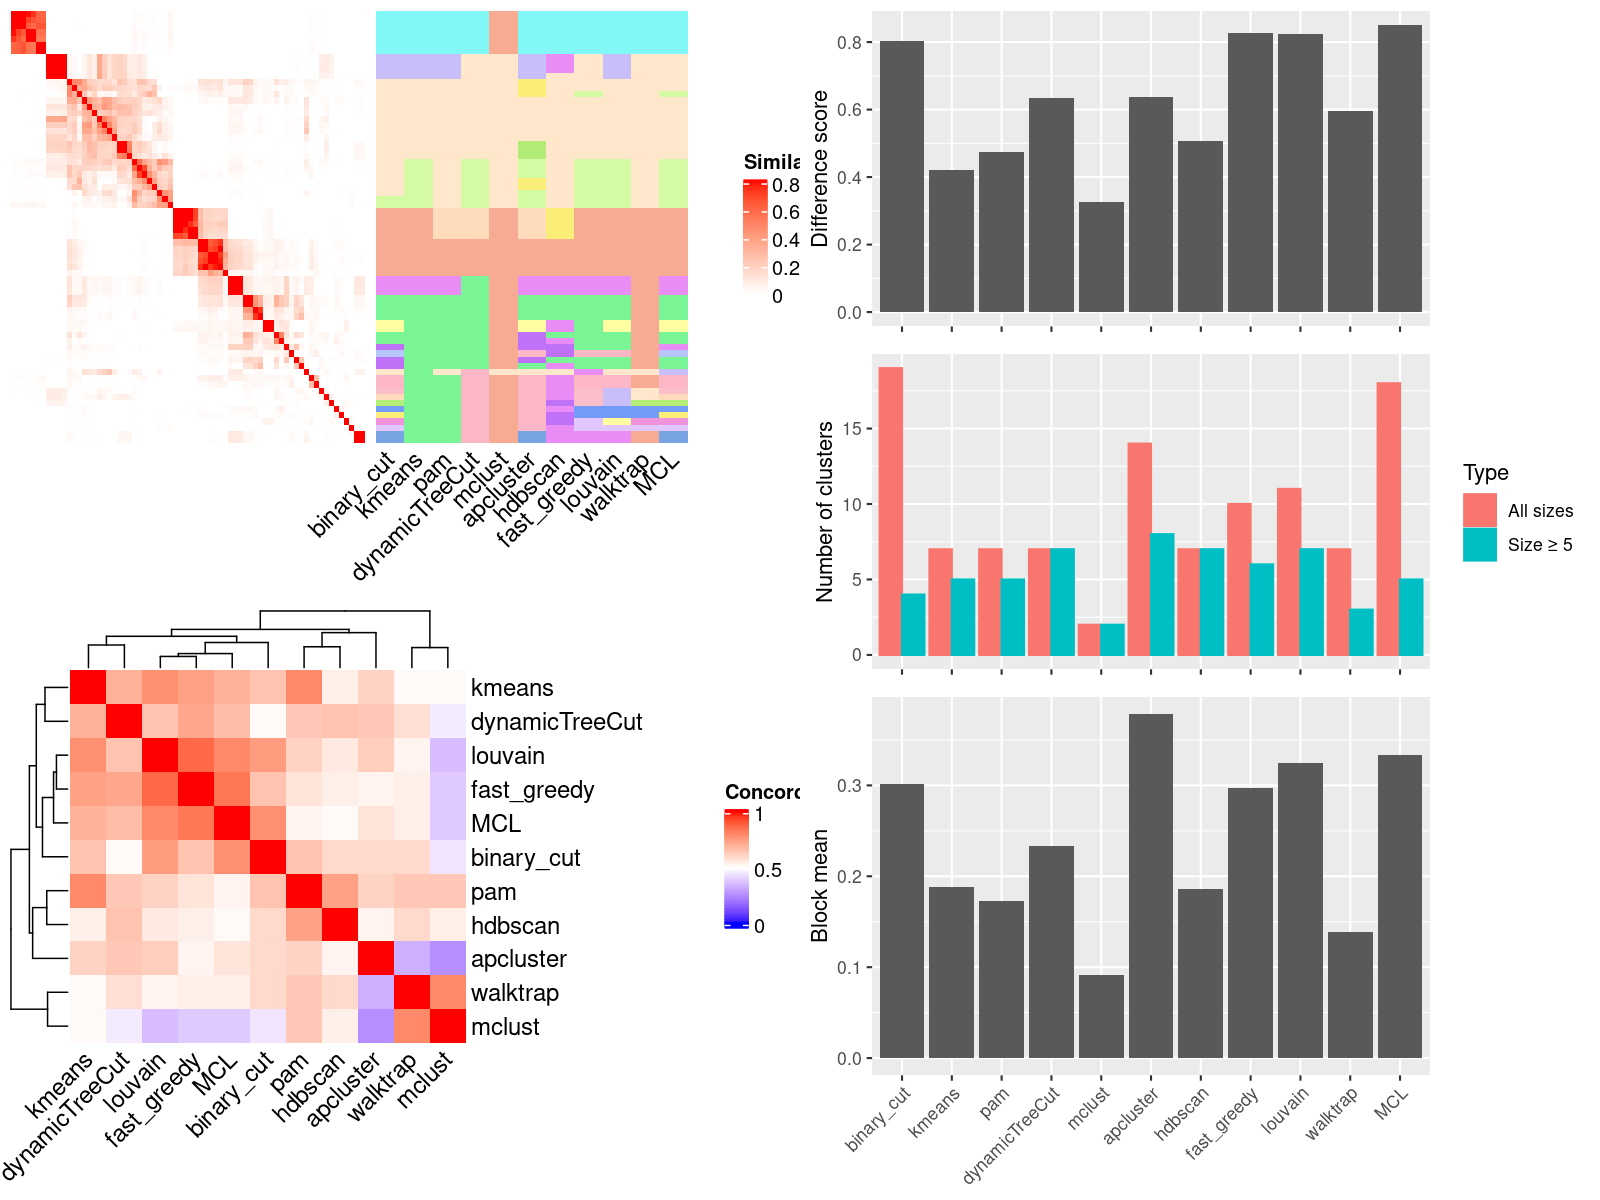 Simila
0.8
0.6
0.4
0.2
0
binary_cut
kmeans
pam
dynamicTreeCut
mclust
apcluster
hdbscan
fast_greedy
louvain
walktrap
MCL
kmeans
dynamicTreeCut
louvain
fast_greedy
MCL
binary_cut
pam
hdbscan
apcluster
walktrap
mclust
kmeans
dynamicTreeCut
louvain
fast_greedy
MCL
binary_cut
pam
hdbscan
apcluster
walktrap
mclust
Concord
1
0.5
0
Difference score
0.8
0.6
0.4
0.2
0.0
Number of clusters
15
10
5
0
Type
All sizes
Size ≥ 5
Block mean
0.3
0.2
0.1
0.0
binary_cut
kmeans
pam
dynamicTreeCut
mclust
apcluster
hdbscan
fast_greedy
louvain
walktrap
MCL